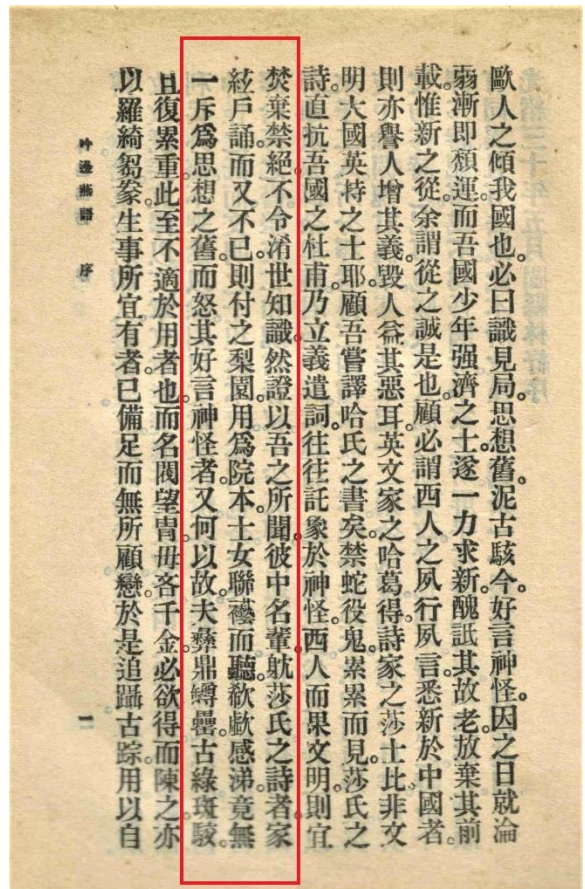 歐人之傾我國也。必曰識見局。思想舊。泥古駭今。好言神怪。因之日就淪
弱。漸即頽運。而吾國少年强濟之士。遂一力求新。醜詆其故老。放棄其前
載。惟新之從。余謂從之誠是也。顧必謂西人之夙行夙言。悉新於中國者。
則亦譽人增其義。毀人益其惡耳。英文家之哈葛得。詩家之莎士比。非文
明大國英特之士耶。顧吾嘗譯哈氏之書矣。禁蛇役鬼。累累而見。莎氏之
詩。直抗吾國之杜甫。乃立義遣詞。往往託象於神怪。西人而果文明。則宜
焚棄禁絶。不令淆世知識。然證以吾之所聞。彼中名輩。躭莎氏之詩者。家
絃戶誦。而又不已。則付之梨園。用爲院本。士女聯襼而聽。欷歔感涕。竟無
一斥爲思想之舊。而怒其好言神怪者。又何以故。夫彝鼎罇罍。古綠斑駁。
且復累重。此至不適於用者也。而名閥望胄。毋吝千金。必欲得而陳之。亦
以羅綺芻豢。生事所宜有者。已備足而無所顧戀。於是追躡古踪。用以自
吟邊燕語 序